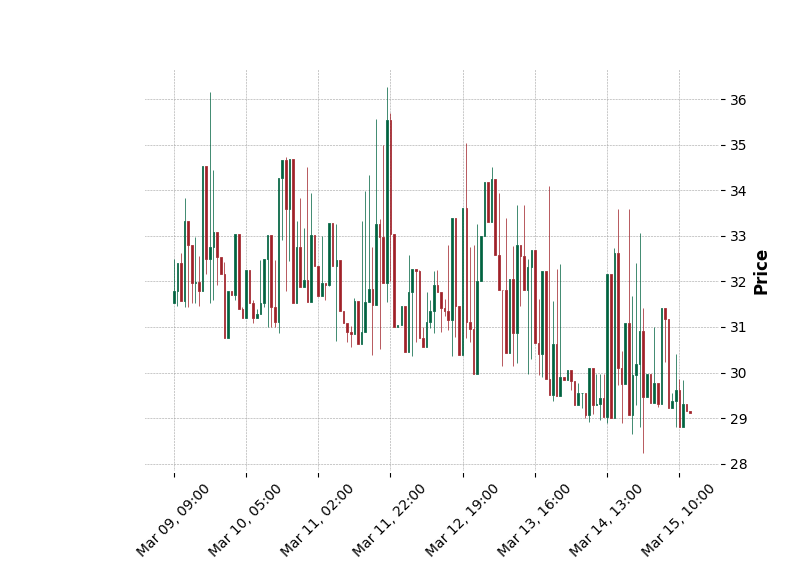 36
35
34
33
32
31
30
29
28
Price
Mar 09, 09:00
Mar 10, 05:00
Mar 11, 02:00
Mar 11, 22:00
Mar 12, 19:00
Mar 13, 16:00
Mar 14, 13:00
Mar 15, 10:00